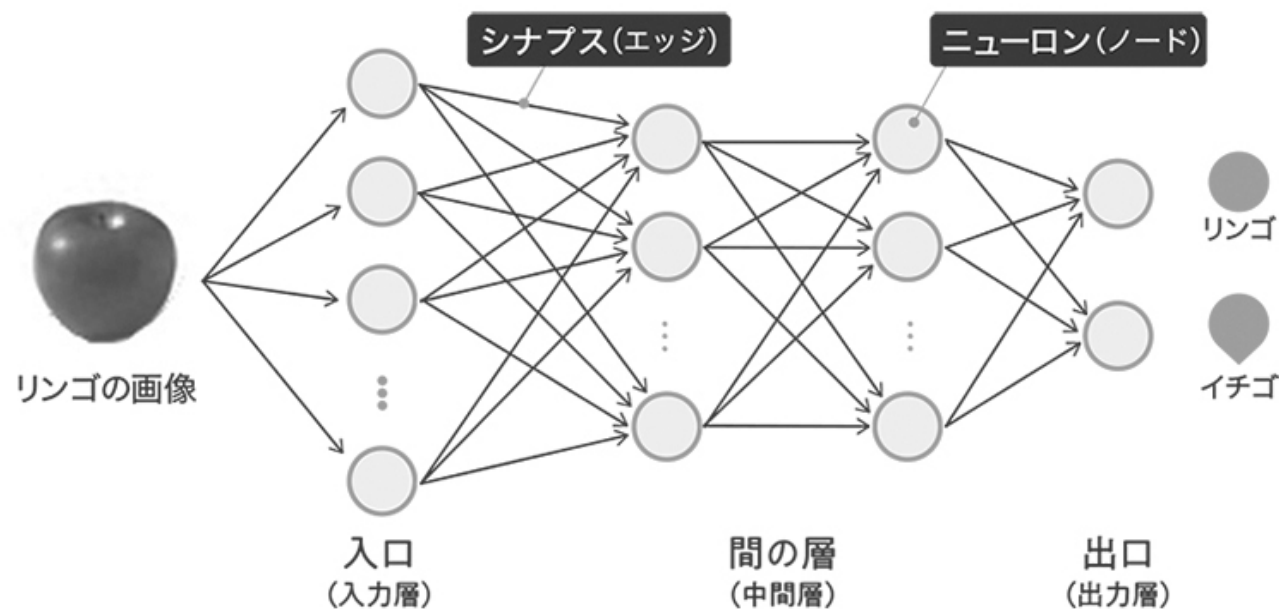 シナプス(エッジ)
ニューロン(ノード)
リンゴ
イチゴ
リンゴの画像
入口
(入力層)
間の層
(中間層)
出口
(出力層)